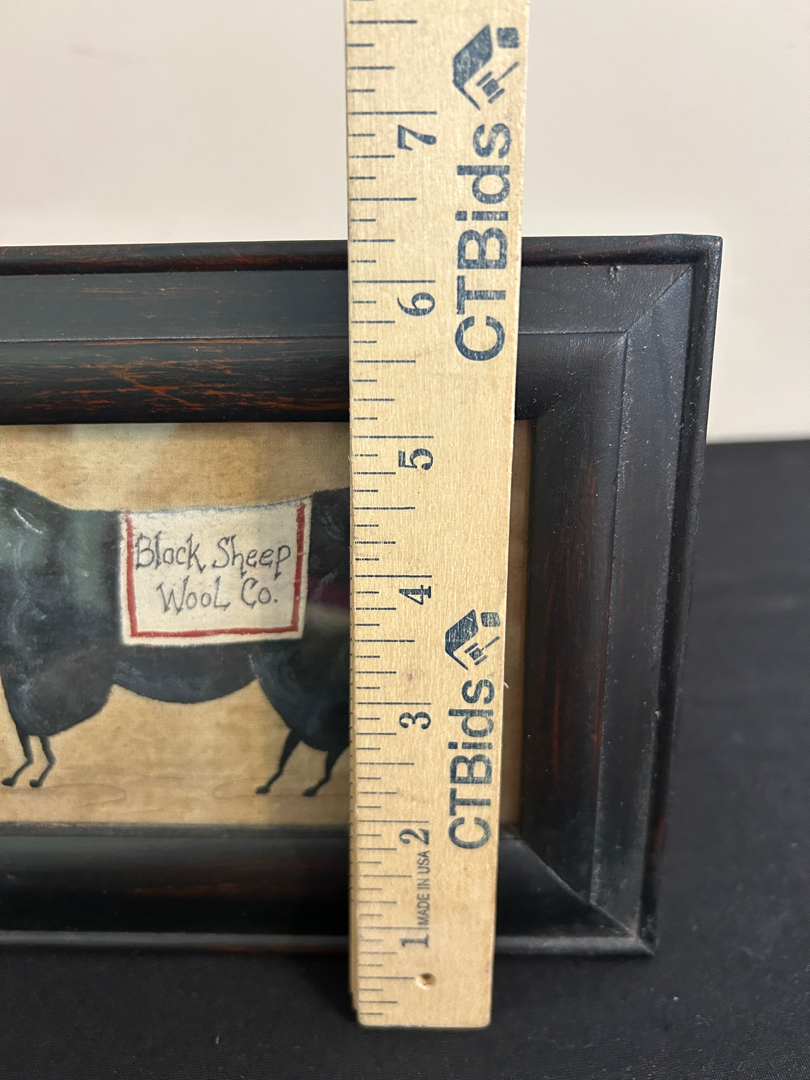 Black Sheep
Wool Co.
CTBids
7
6
5
4
CTBids
3
2
MADE IN USA
1